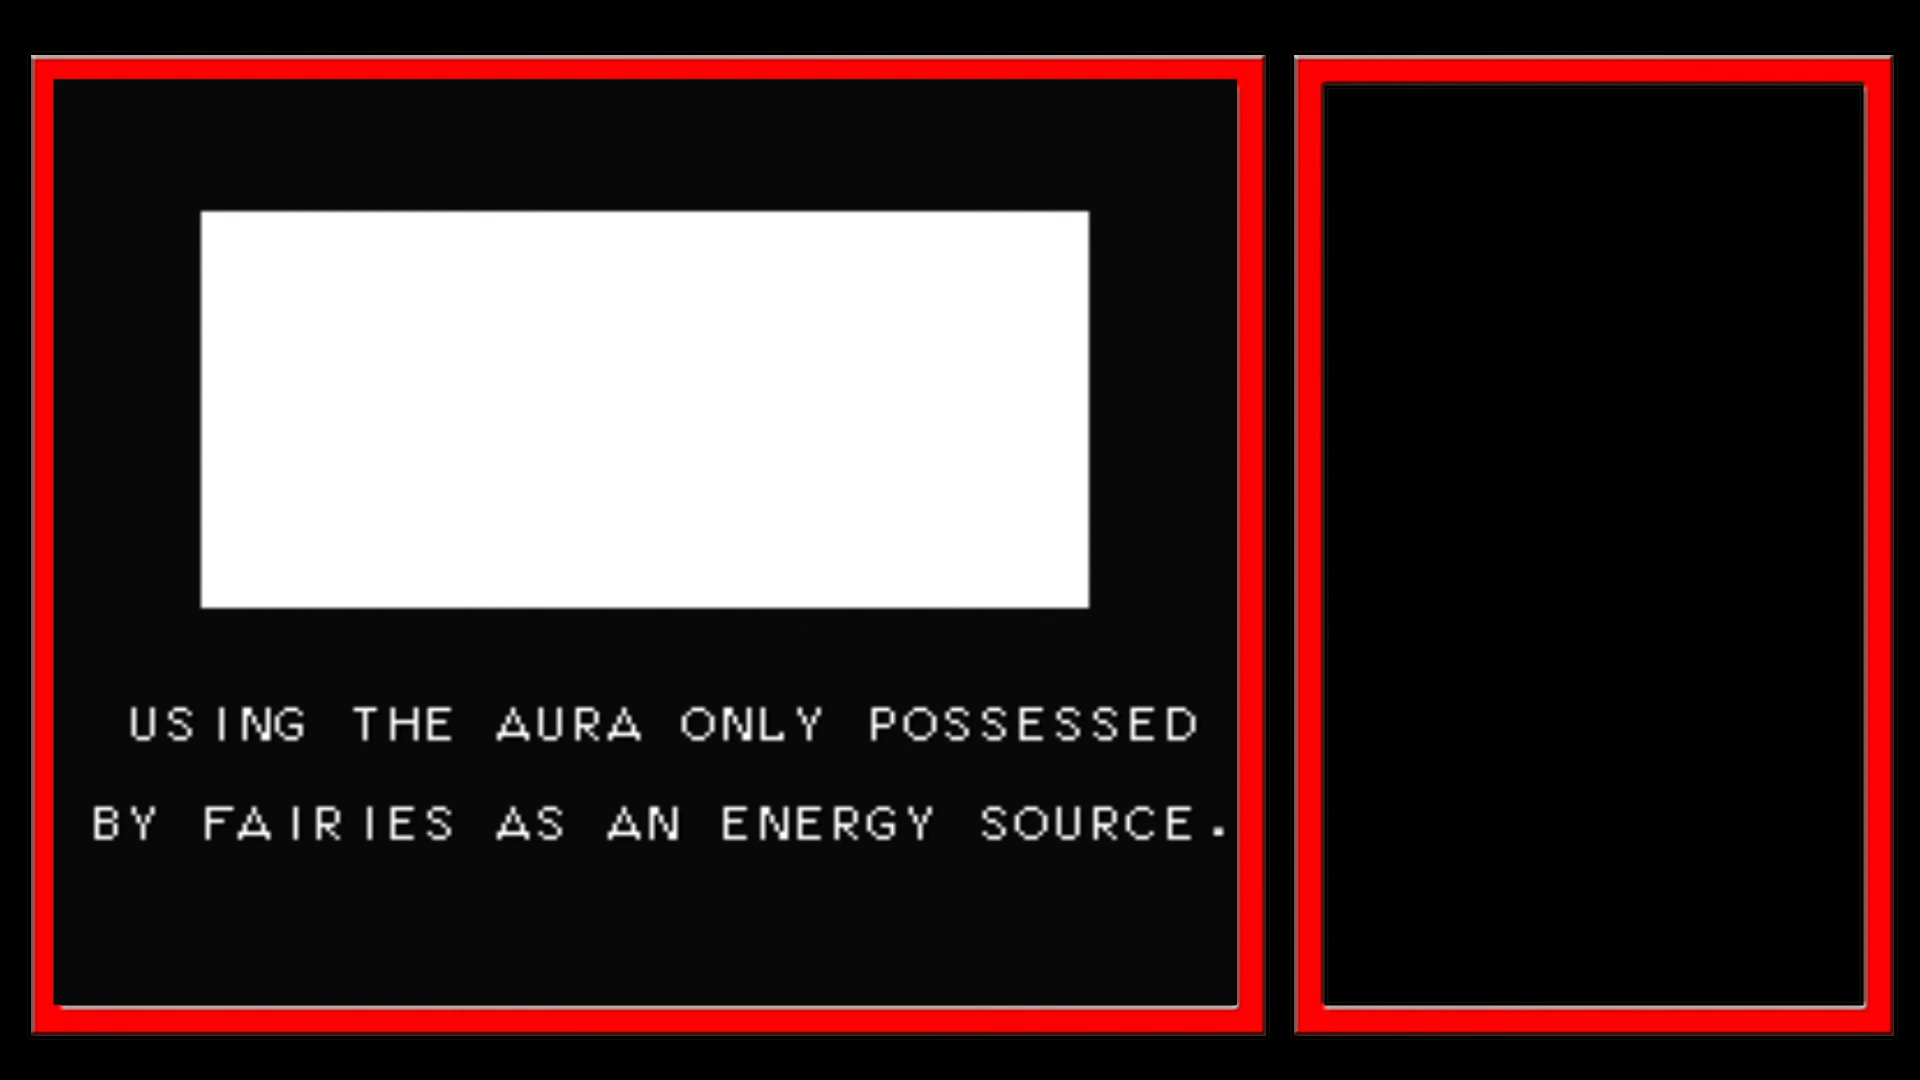 USING THE AURA ONLY POSSESSED
BY FAIRIES AS AN ENERGY SOURCE.